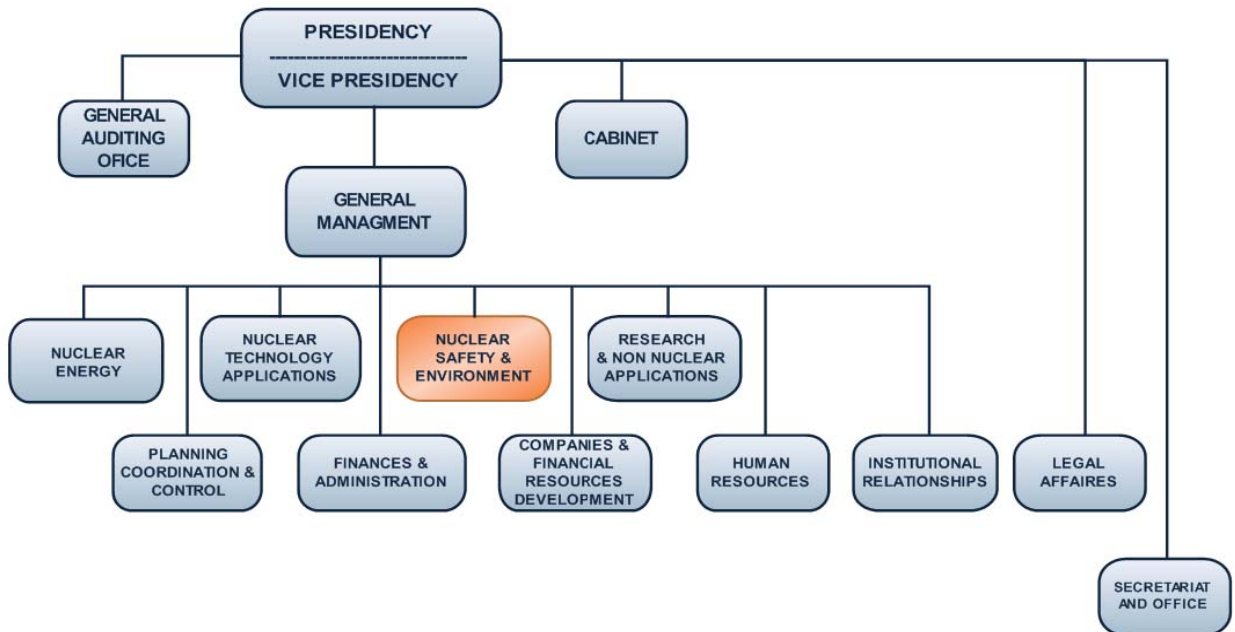 PRESIDENCY
--------------------------------
VICE PRESIDENCY
GENERAL
AUDITING
OFICE
CABINET
GENERAL
MANAGMENT
NUCLEAR
ENERGY
NUCLEAR
TECHNOLOGY
APPLICATIONS
NUCLEAR
SAFETY &
ENVIRONMENT
RESEARCH
& NON NUCLEAR
APPLICATIONS
PLANNING
COORDINATION &
CONTROL
FINANCES &
ADMINISTRATION
COMPANIES &
FINANCIAL
RESOURCES
DEVELOPMENT
HUMAN
RESOURCES
INSTITUTIONAL
RELATIONSHIPS
LEGAL
AFFAIRES
SECRETARIAT
AND OFFICE